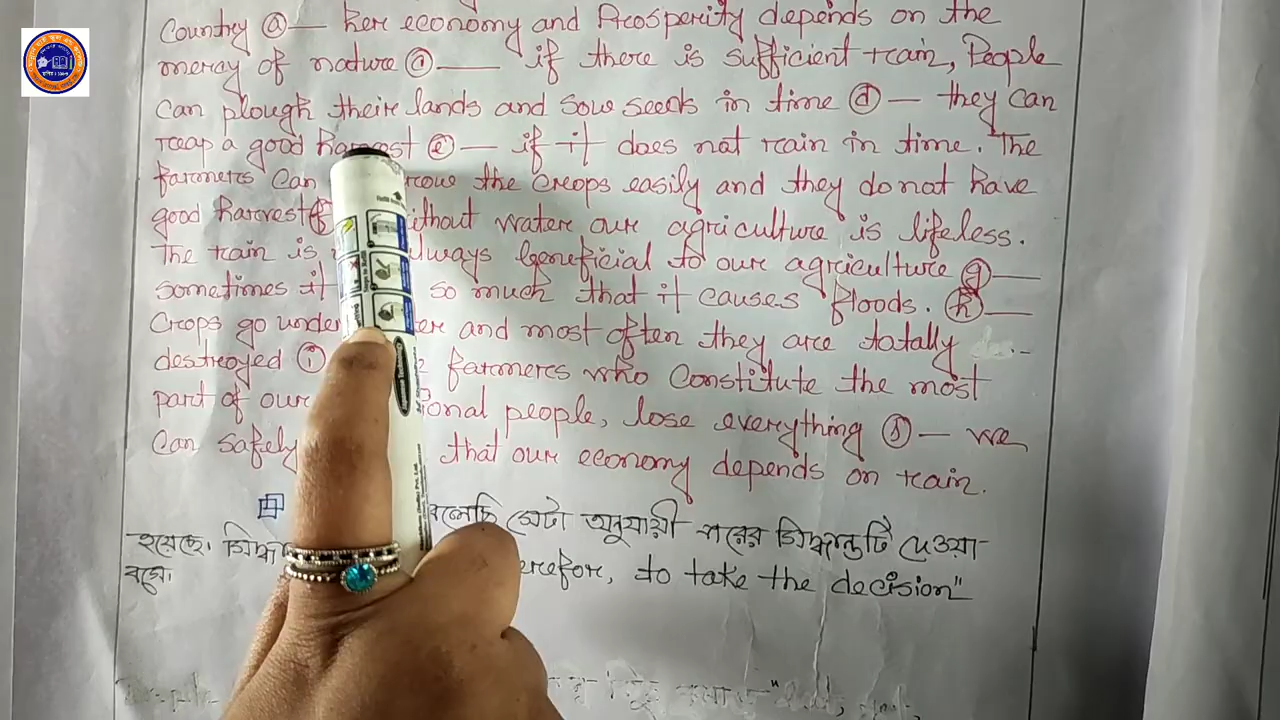 Country ⓐ — her economy and Prosperity depends on the
mercy of nature ⓒ — if there is sufficient rain, People
can plough their lands and sow seeds in time ⓓ — they can
reap a good harvest ⓔ — if it does not rain in time. The
farmers can grow the crops easily and they do not have
good harvest ithout water our agriculture is lifeless.
The rain is always beneficial to our agriculture ⓖ —
sometimes it so much that it causes floods. ⓗ —
Crops go under and most often they are totally
destroyed ⓘ farmers who constitute the most
part of our ional people, lose everything ⓙ — we
can safely that our economy depends on rain.
বলেছি সেটা অনুযায়ী পরের সিদ্ধান্তটি দেওয়া-
হয়েছে।
to take the decision"